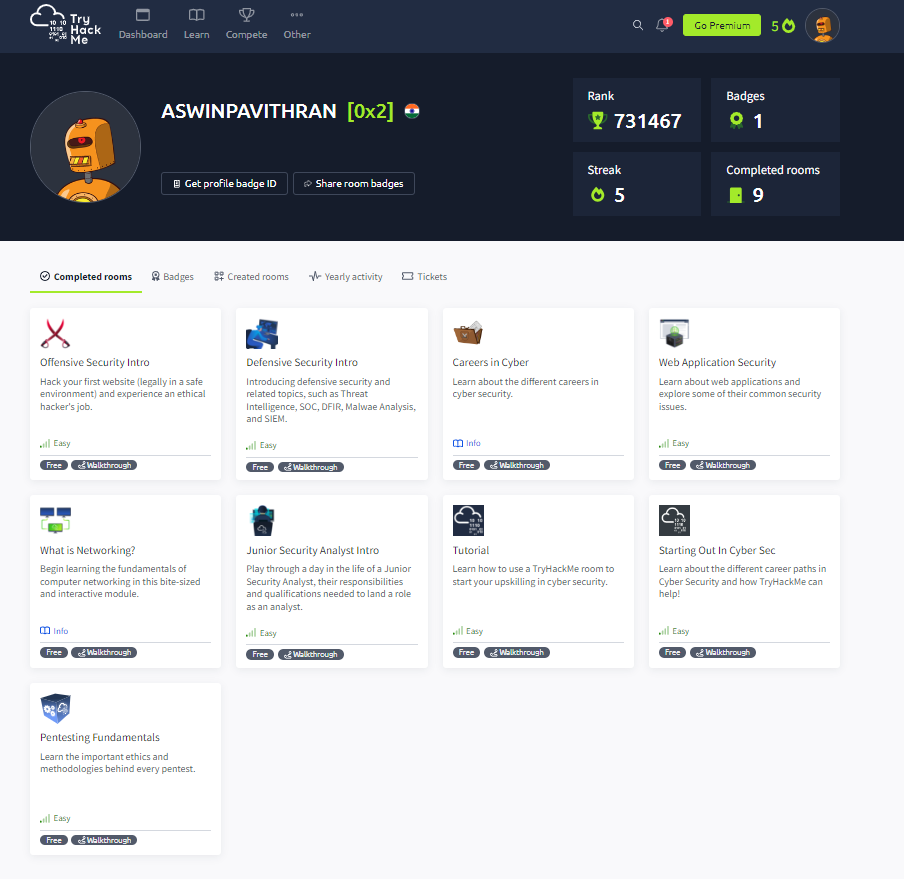 Try
Hack
Me
Dashboard
Learn
Compete
Other
1
Go Premium
5
ASWINPAVITHRAN [0x2]
Get profile badge ID
Share room badges
Rank
731467
Badges
1
Streak
5
Completed rooms
9
Completed rooms
Badges
Created rooms
Yearly activity
Tickets
Offensive Security Intro
Hack your first website (legally in a safe
environment) and experience an ethical
hacker's job.
Easy
Free Walkthrough
Defensive Security Intro
Introducing defensive security and
related topics, such as Threat
Intelligence, SOC, DFIR, Malwae Analysis,
and SIEM.
Easy
Free Walkthrough
Careers in Cyber
Learn about the different careers in
cyber security.
Info
Free Walkthrough
Web Application Security
Learn about web applications and
explore some of their common security
issues.
Easy
Free Walkthrough
What is Networking?
Begin learning the fundamentals of
computer networking in this bite-sized
and interactive module.
Info
Free Walkthrough
Junior Security Analyst Intro
Play through a day in the life of a Junior
Security Analyst, their responsibilities
and qualifications needed to land a role
as an analyst.
Easy
Free Walkthrough
Tutorial
Learn how to use a TryHackMe room to
start your upskilling in cyber security.
Easy
Free Walkthrough
Starting Out In Cyber Sec
Learn about the different career paths in
Cyber Security and how TryHackMe can
help!
Easy
Free Walkthrough
Pentesting Fundamentals
Learn the important ethics and
methodologies behind every pentest.
Easy
Free Walkthrough